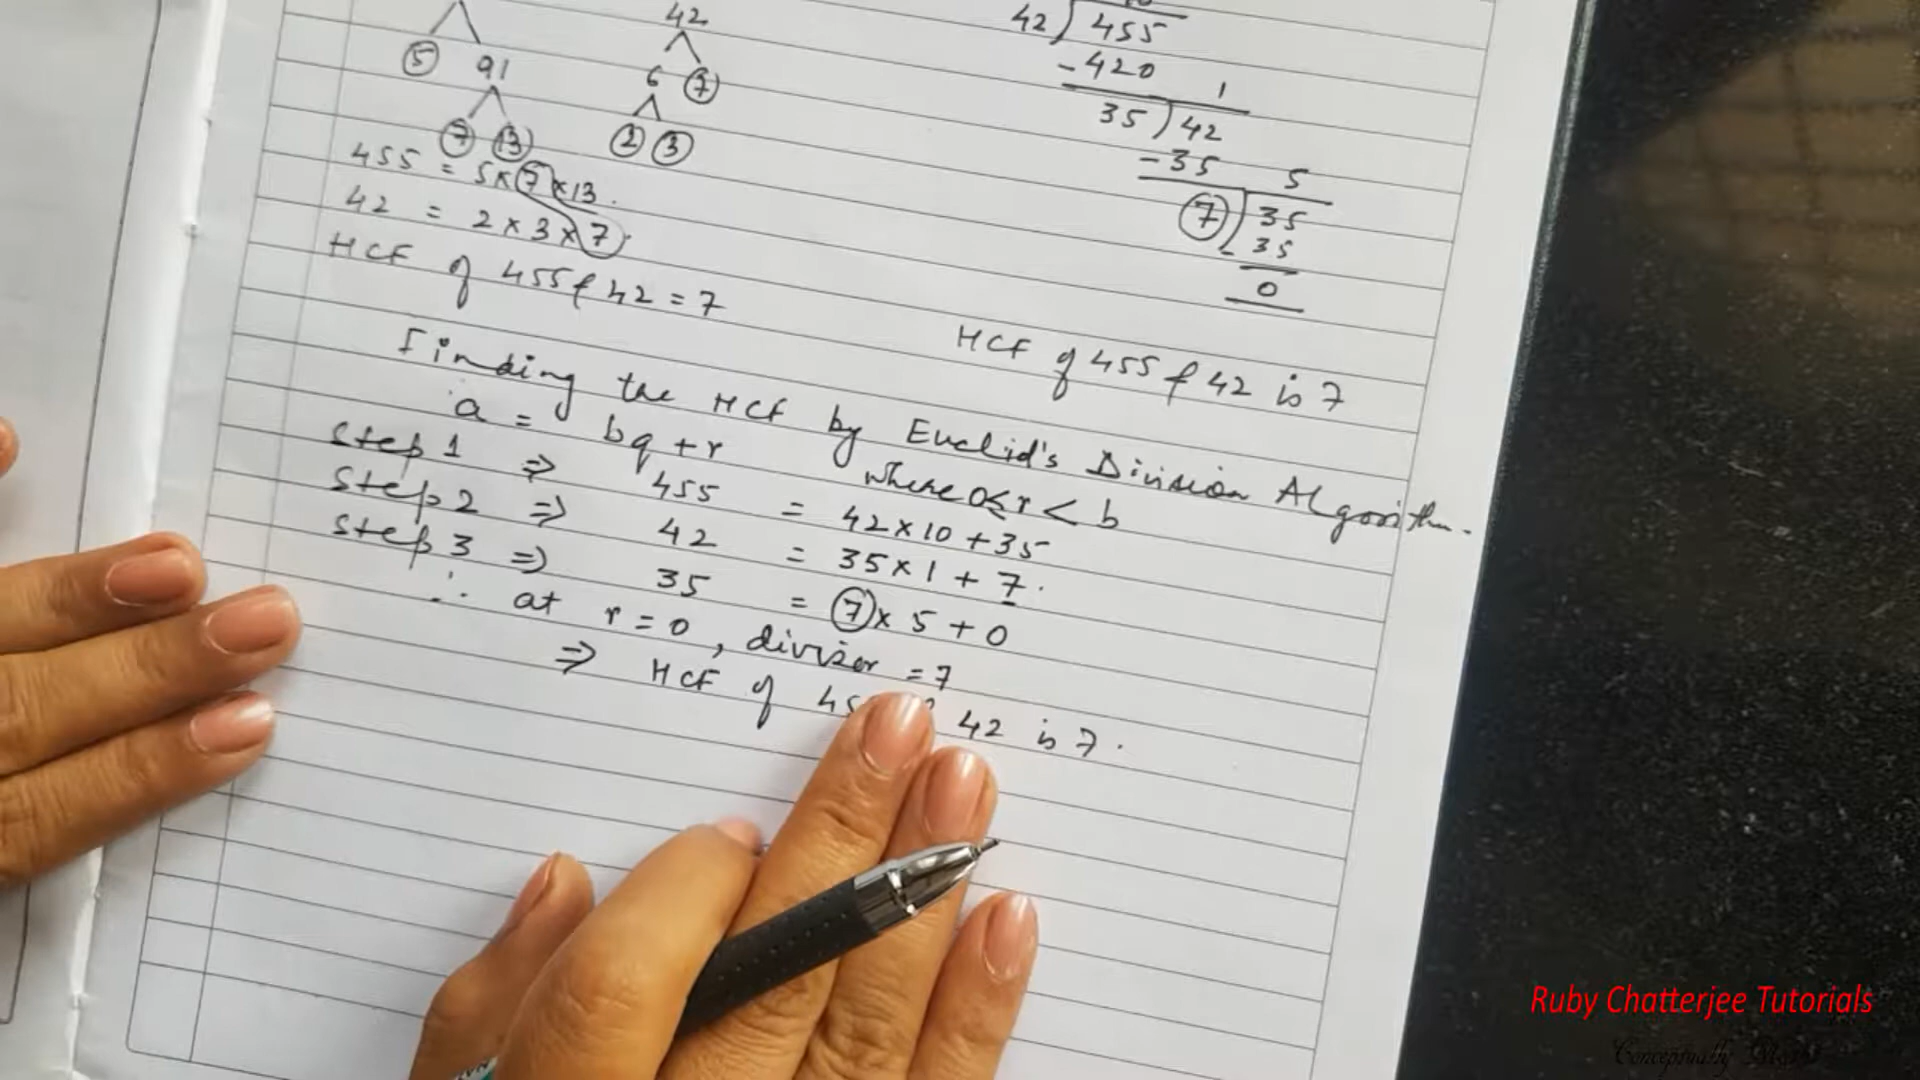 42
5 91
6 7
7 13
2 3
455 = 5 x 7 x 13.
42 = 2 x 3 x 7.
HCF of 455 & 42 = 7
42 ) 455
-420 1
35 ) 42
-35 5
7 ) 35
- 35
0
HCF of 455 & 42 is 7
Finding the HCF by Euclid's Division Algorithm.
a = bq + r where 0 ≤ r < b
Step 1 ⇒ 455 = 42 x 10 + 35
Step 2 ⇒ 42 = 35 x 1 + 7.
Step 3 ⇒ 35 = 7 x 5 + 0
∴ at r = 0, divisor = 7
⇒ HCF of 42 is 7.
Ruby Chatterjee Tutorials